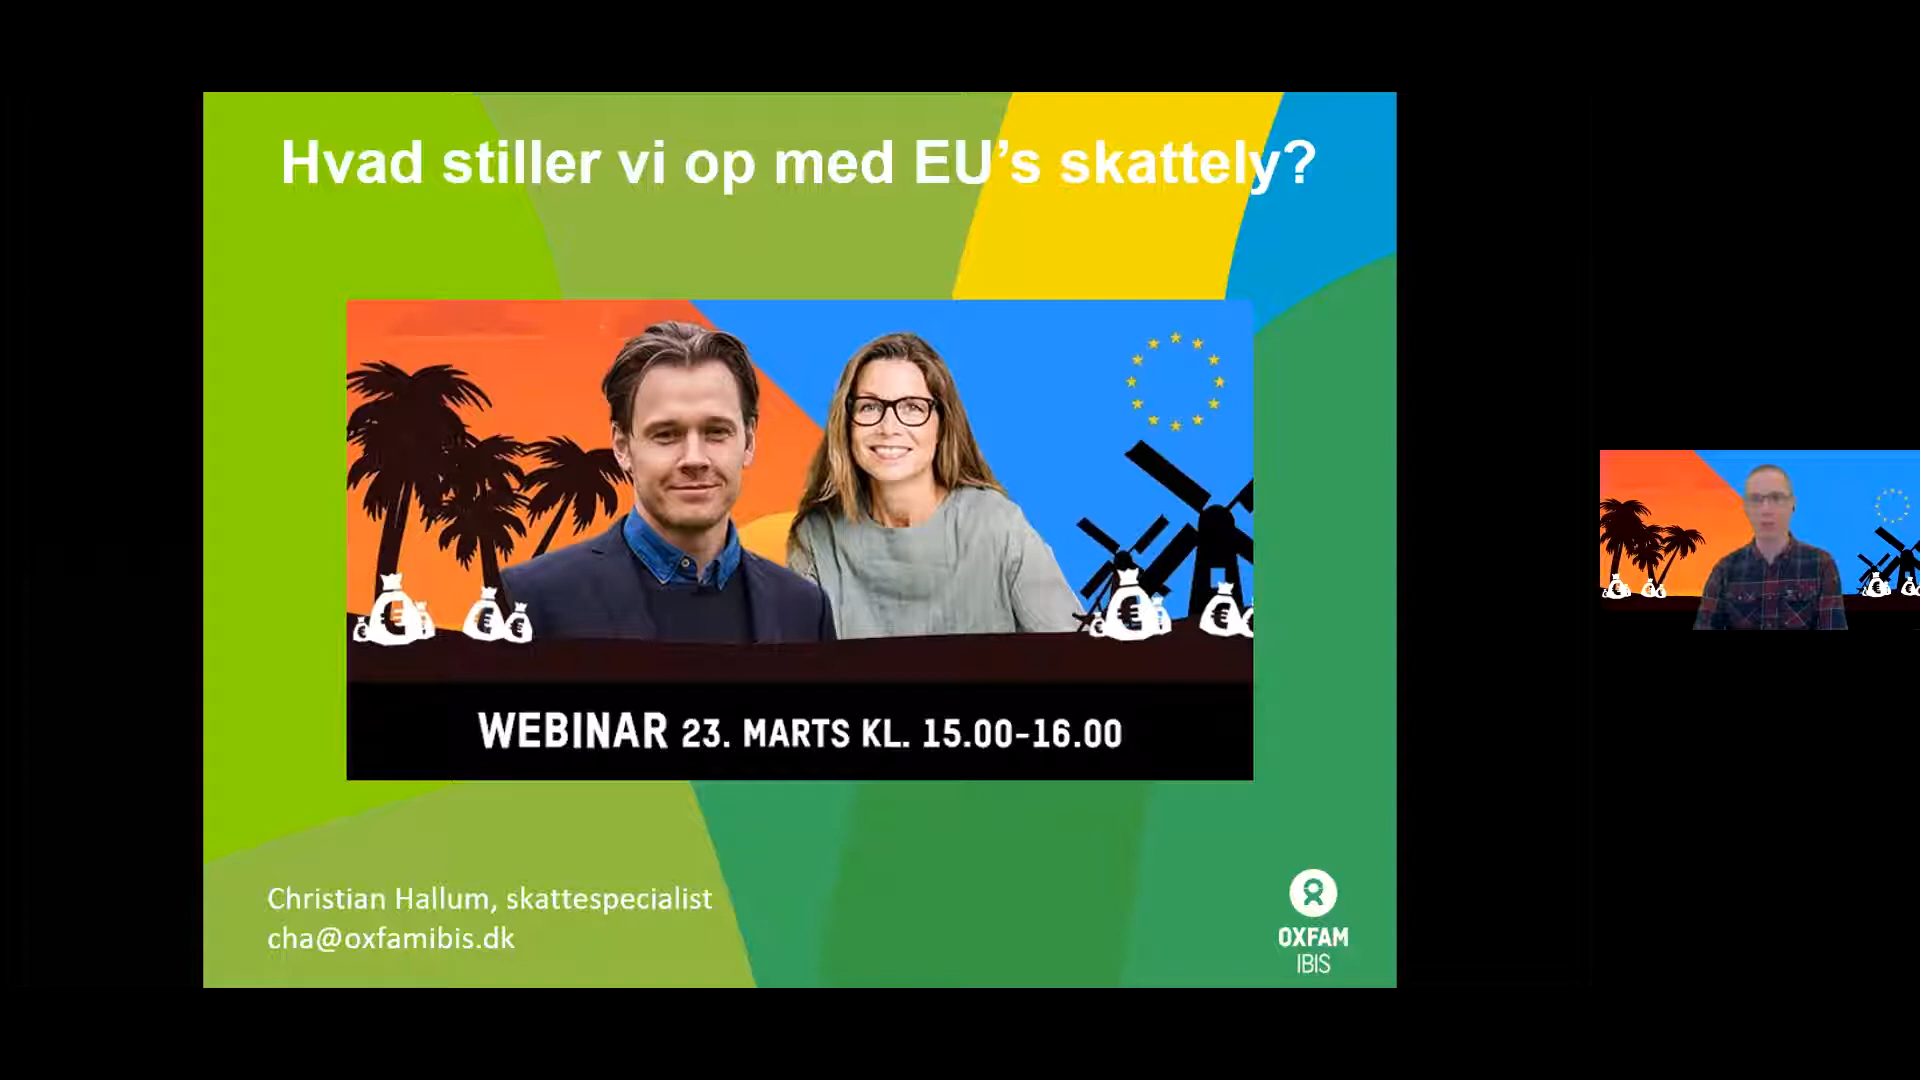 Hvad stiller vi op med EU’s skattely?
WEBINAR 23. MARTS KL. 15.00-16.00
Christian Hallum, skattespecialist
cha@oxfamibis.dk
OXFAM
IBIS